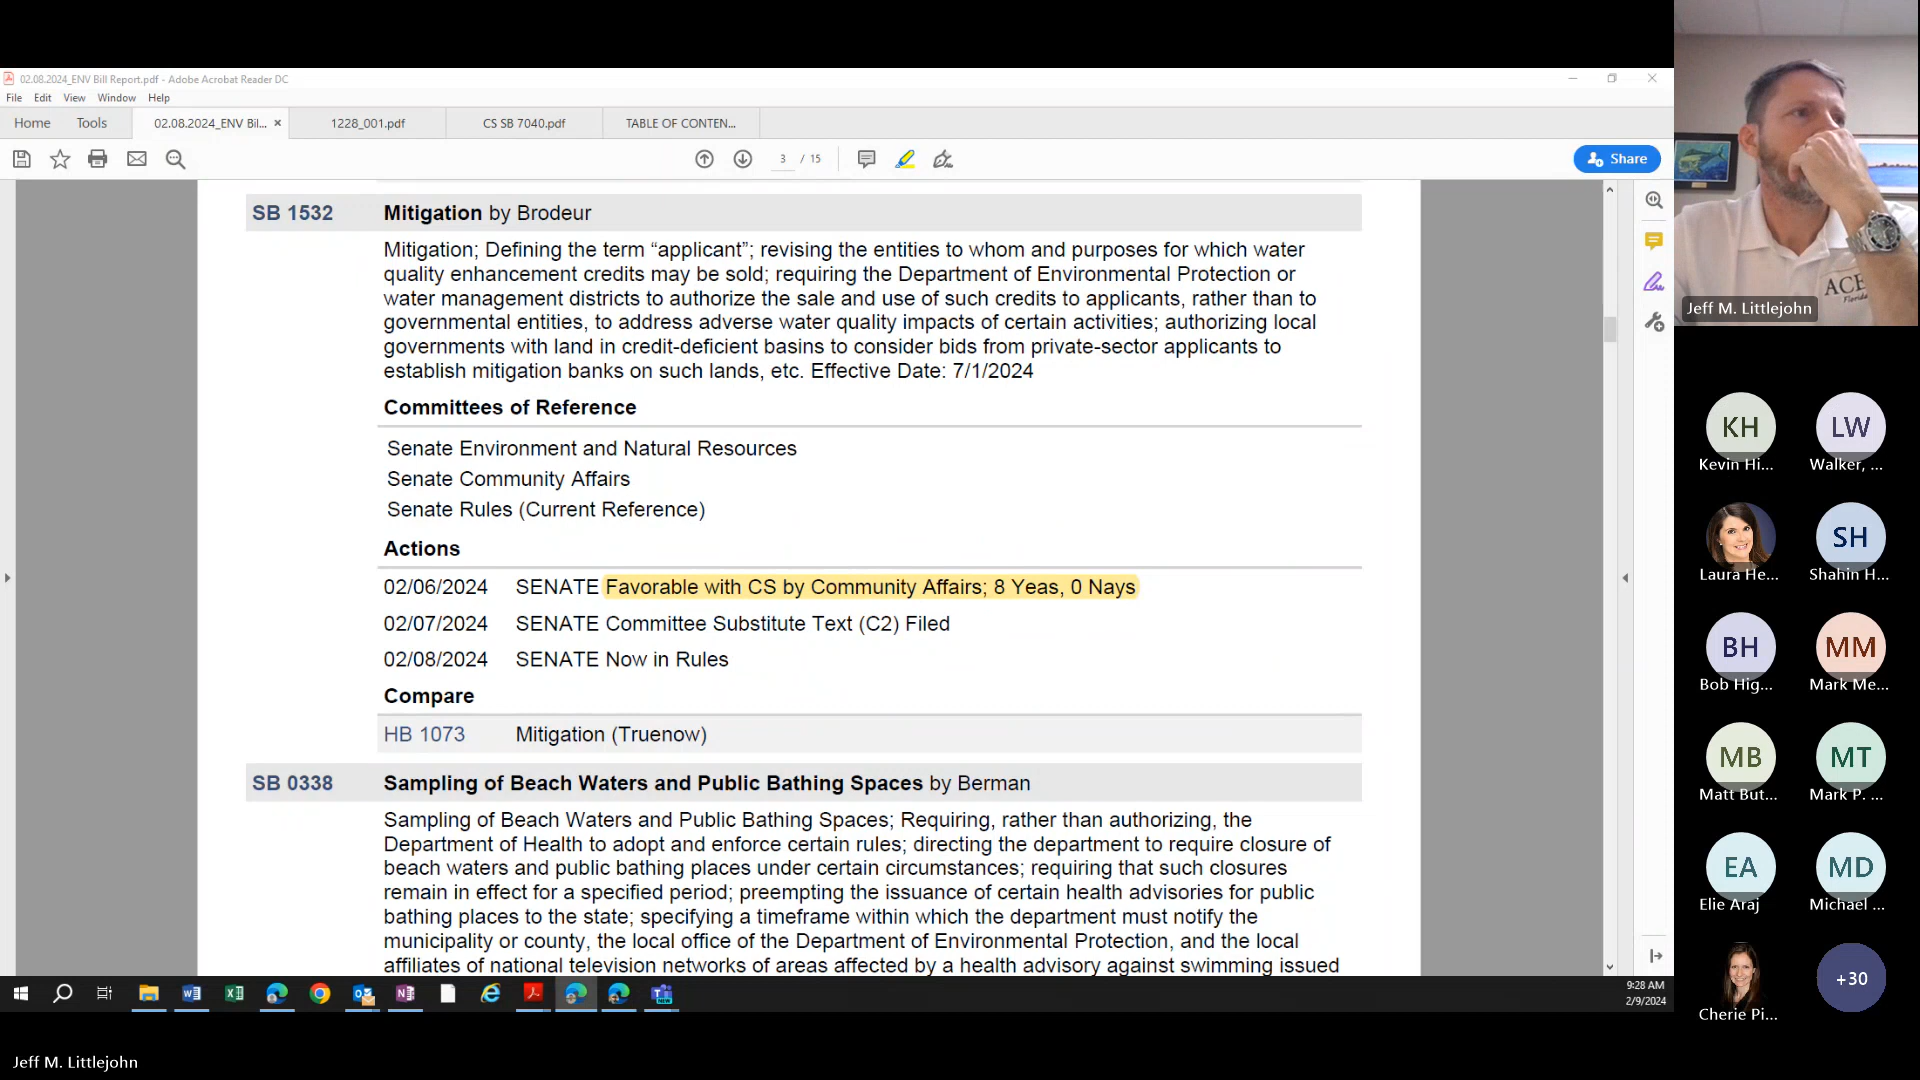 02.08.2024_ENV Bill Report.pdf - Adobe Acrobat Reader DC
File Edit View Window Help
Home Tools 02.08.2024_ENV Bil... × 1228_001.pdf CS SB 7040.pdf TABLE OF CONTEN...
3 / 15 Share
SB 1532 Mitigation by Brodeur
Mitigation; Defining the term “applicant”; revising the entities to whom and purposes for which water
quality enhancement credits may be sold; requiring the Department of Environmental Protection or
water management districts to authorize the sale and use of such credits to applicants, rather than to
governmental entities, to address adverse water quality impacts of certain activities; authorizing local
governments with land in credit-deficient basins to consider bids from private-sector applicants to
establish mitigation banks on such lands, etc. Effective Date: 7/1/2024
Committees of Reference
Senate Environment and Natural Resources
Senate Community Affairs
Senate Rules (Current Reference)
Actions
02/06/2024 SENATE Favorable with CS by Community Affairs; 8 Yeas, 0 Nays
02/07/2024 SENATE Committee Substitute Text (C2) Filed
02/08/2024 SENATE Now in Rules
Compare
HB 1073 Mitigation (Truenow)
SB 0338 Sampling of Beach Waters and Public Bathing Spaces by Berman
Sampling of Beach Waters and Public Bathing Spaces; Requiring, rather than authorizing, the
Department of Health to adopt and enforce certain rules; directing the department to require closure of
beach waters and public bathing places under certain circumstances; requiring that such closures
remain in effect for a specified period; preempting the issuance of certain health advisories for public
bathing places to the state; specifying a timeframe within which the department must notify the
municipality or county, the local office of the Department of Environmental Protection, and the local
affiliates of national television networks of areas affected by a health advisory against swimming issued
9:28 AM
2/9/2024
Jeff M. Littlejohn
ACE
Florida
Jeff M. Littlejohn
KH LW
Kevin Hi... Walker, ...
SH
Laura He... Shahin H...
BH MM
Bob Hig... Mark Me...
MB MT
Matt But... Mark P. ...
EA MD
Elie Araj Michael ...
+30
Cherie Pi...